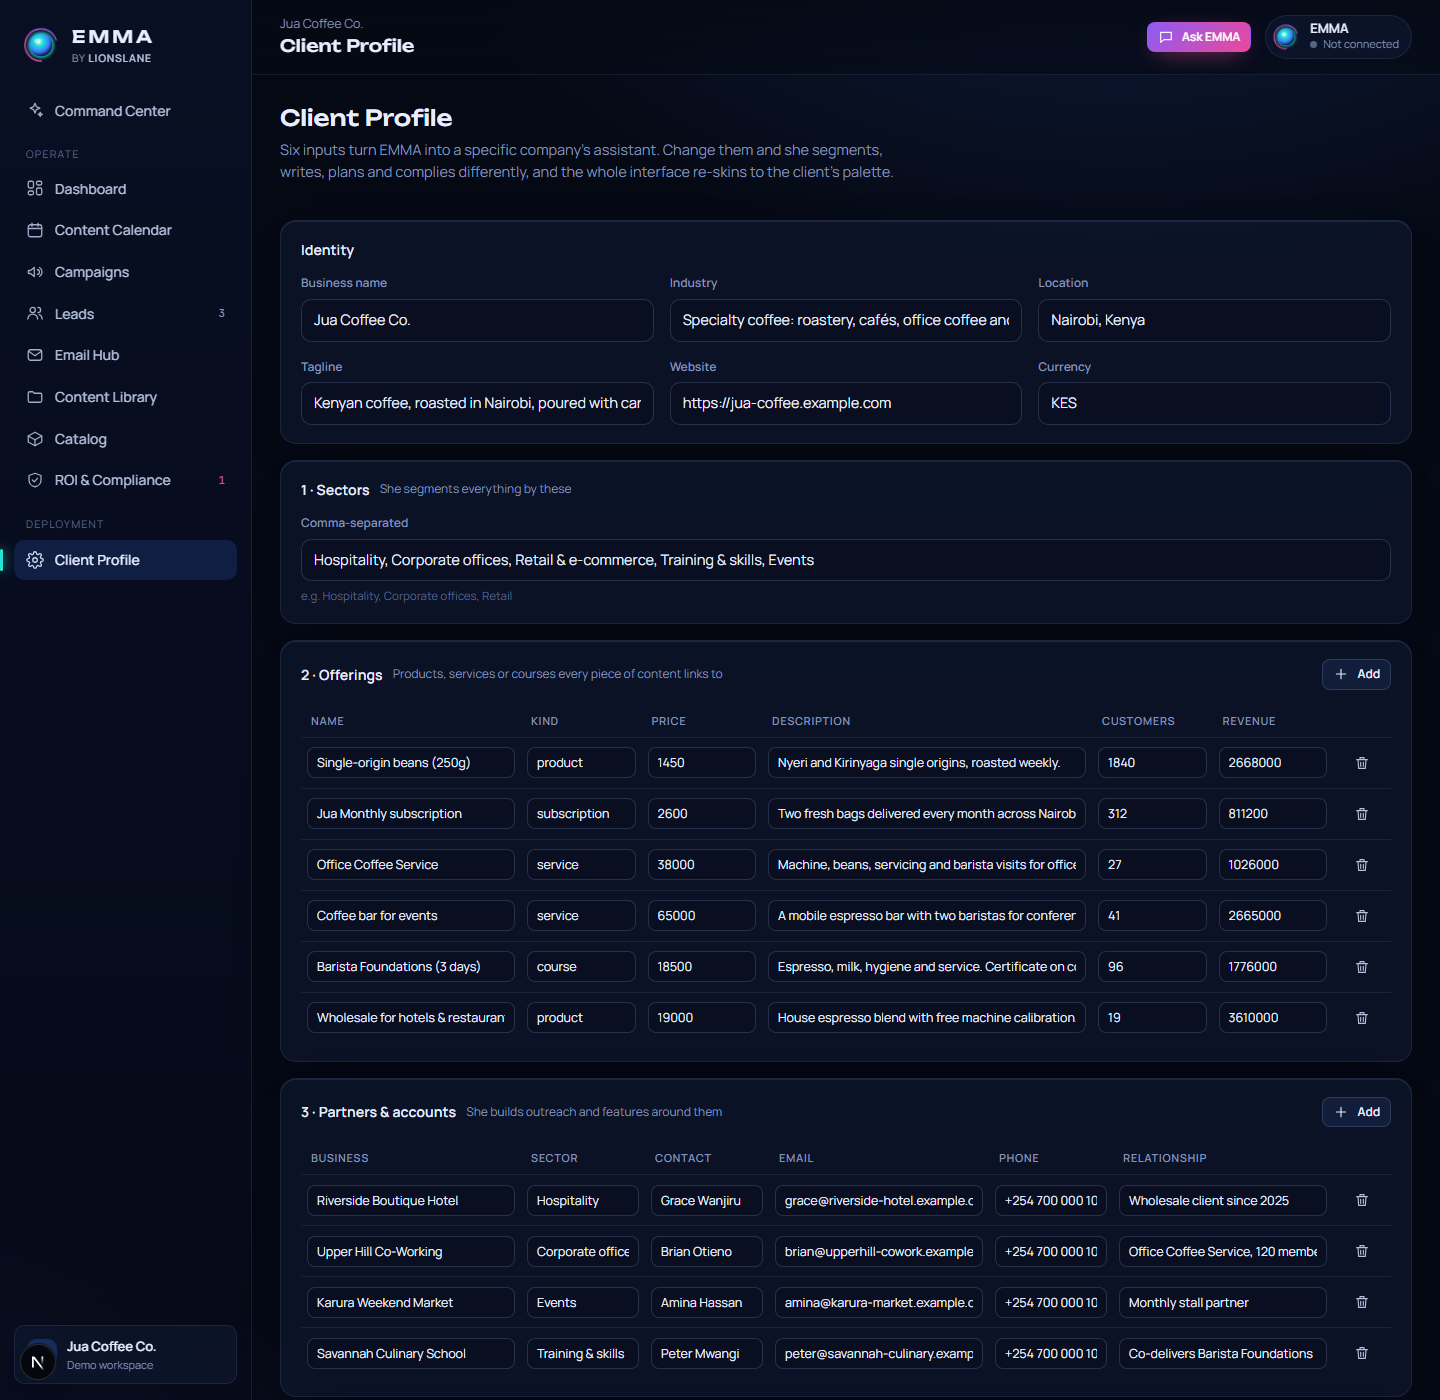 EMMA
BY LIONSLANE
Command Center
OPERATE
Dashboard
Content Calendar
Campaigns
Leads 3
Email Hub
Content Library
Catalog
ROI & Compliance 1
DEPLOYMENT
Client Profile
Jua Coffee Co.
Demo workspace
N
Jua Coffee Co.
Client Profile
Ask EMMA
EMMA
Not connected
Client Profile
Six inputs turn EMMA into a specific company's assistant. Change them and she segments,
writes, plans and complies differently, and the whole interface re-skins to the client's palette.
Identity
Business name Industry Location
Jua Coffee Co. Specialty coffee: roastery, cafés, office coffee and Nairobi, Kenya
Tagline Website Currency
Kenyan coffee, roasted in Nairobi, poured with car https://jua-coffee.example.com KES
1 · Sectors She segments everything by these
Comma-separated
Hospitality, Corporate offices, Retail & e-commerce, Training & skills, Events
e.g. Hospitality, Corporate offices, Retail
2 · Offerings Products, services or courses every piece of content links to Add
NAME KIND PRICE DESCRIPTION CUSTOMERS REVENUE
Single-origin beans (250g) product 1450 Nyeri and Kirinyaga single origins, roasted weekly. 1840 2668000
Jua Monthly subscription subscription 2600 Two fresh bags delivered every month across Nairob 312 811200
Office Coffee Service service 38000 Machine, beans, servicing and barista visits for office 27 1026000
Coffee bar for events service 65000 A mobile espresso bar with two baristas for conferen 41 2665000
Barista Foundations (3 days) course 18500 Espresso, milk, hygiene and service. Certificate on co 96 1776000
Wholesale for hotels & restauran product 19000 House espresso blend with free machine calibration. 19 3610000
3 · Partners & accounts She builds outreach and features around them Add
BUSINESS SECTOR CONTACT EMAIL PHONE RELATIONSHIP
Riverside Boutique Hotel Hospitality Grace Wanjiru grace@riverside-hotel.example.c +254 700 000 10 Wholesale client since 2025
Upper Hill Co-Working Corporate office Brian Otieno brian@upperhill-cowork.example +254 700 000 10 Office Coffee Service, 120 membe
Karura Weekend Market Events Amina Hassan amina@karura-market.example.c +254 700 000 10 Monthly stall partner
Savannah Culinary School Training & skills Peter Mwangi peter@savannah-culinary.examp +254 700 000 10 Co-delivers Barista Foundations